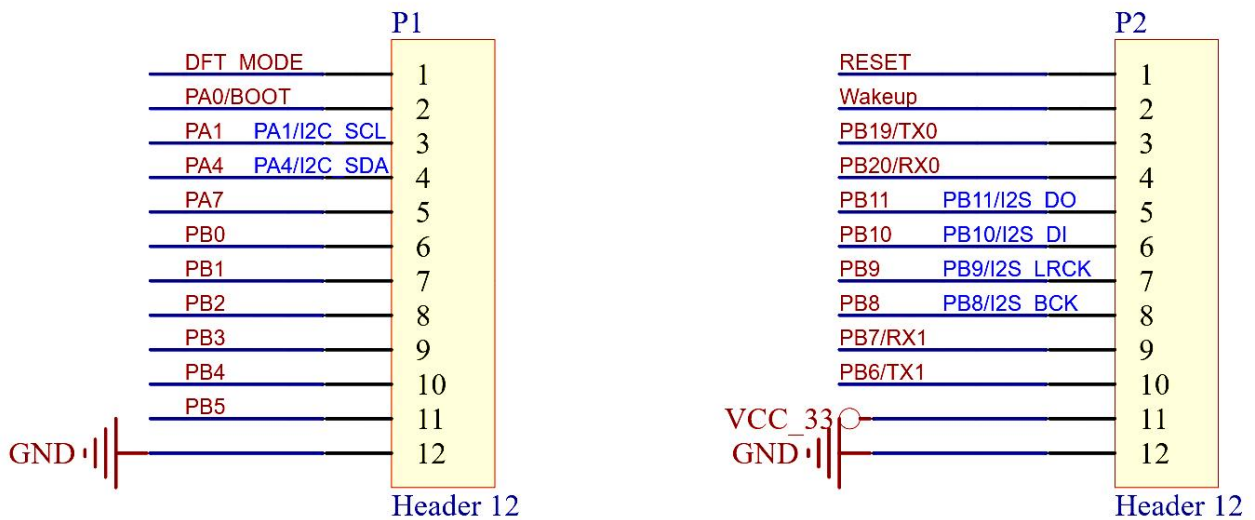 P1
DFT_MODE 1
PA0/BOOT 2
PA1 PA1/I2C_SCL 3
PA4 PA4/I2C_SDA 4
PA7 5
PB0 6
PB1 7
PB2 8
PB3 9
PB4 10
PB5 11
GND 12
Header 12
P2
RESET 1
Wakeup 2
PB19/TX0 3
PB20/RX0 4
PB11 PB11/I2S_DO 5
PB10 PB10/I2S_DI 6
PB9 PB9/I2S_LRCK 7
PB8 PB8/I2S_BCK 8
PB7/RX1 9
PB6/TX1 10
VCC_33 11
GND 12
Header 12